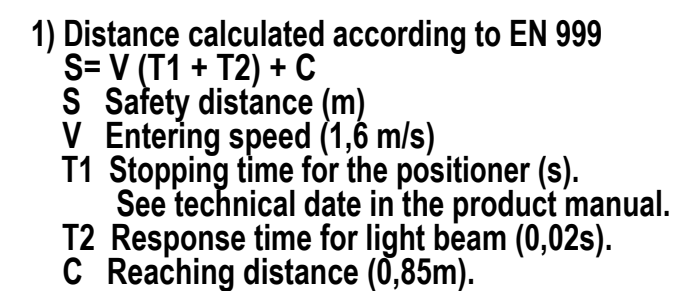 1) Distance calculated according to EN 999
S= V (T1 + T2) + C
S Safety distance (m)
V Entering speed (1,6 m/s)
T1 Stopping time for the positioner (s).
See technical date in the product manual.
T2 Response time for light beam (0,02s).
C Reaching distance (0,85m).